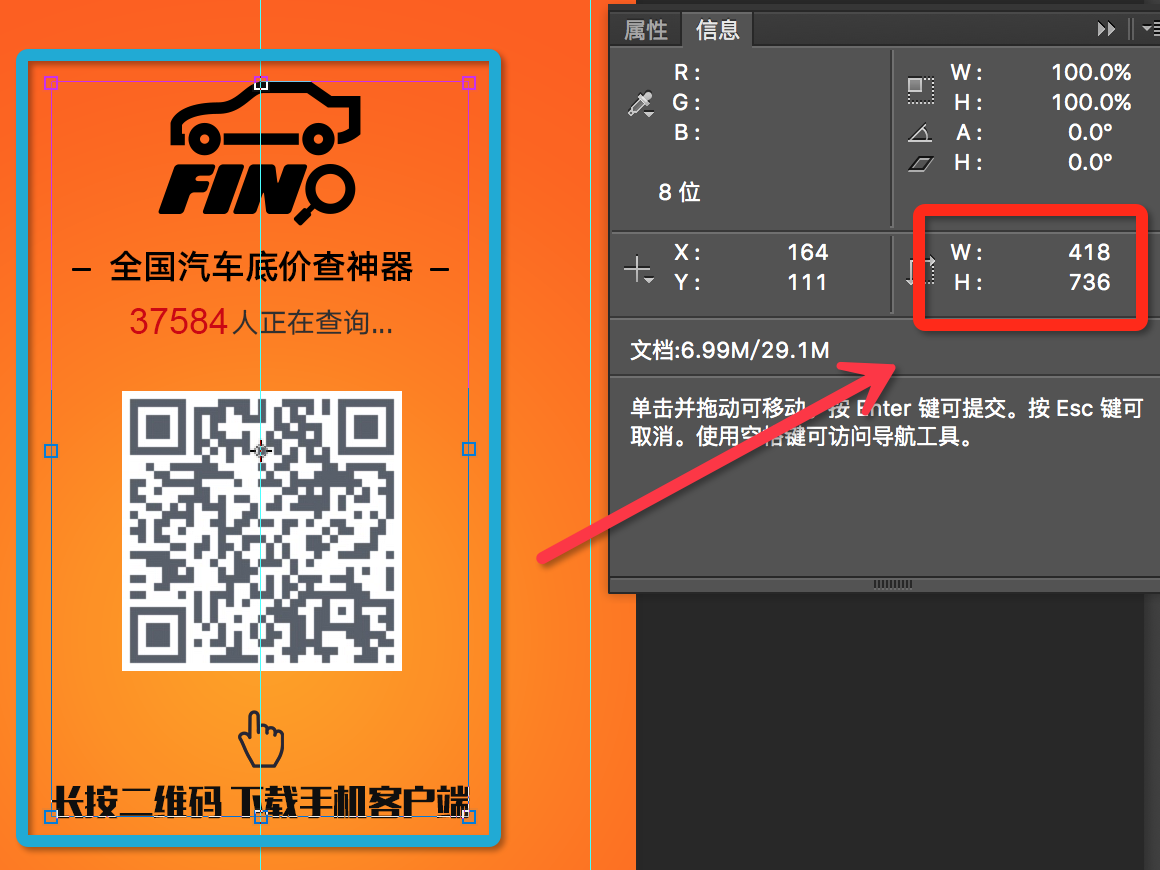 FIND
– 全国汽车底价查神器 –
37584人正在查询...
长按二维码 下载手机客户端
属性 信息
R :
G :
B :
8 位
W : 100.0%
H : 100.0%
A : 0.0°
H : 0.0°
X : 164
Y : 111
W : 418
H : 736
文档:6.99M/29.1M
单击并拖动可移动。按 Enter 键可提交。按 Esc 键可
取消。使用空格键可访问导航工具。